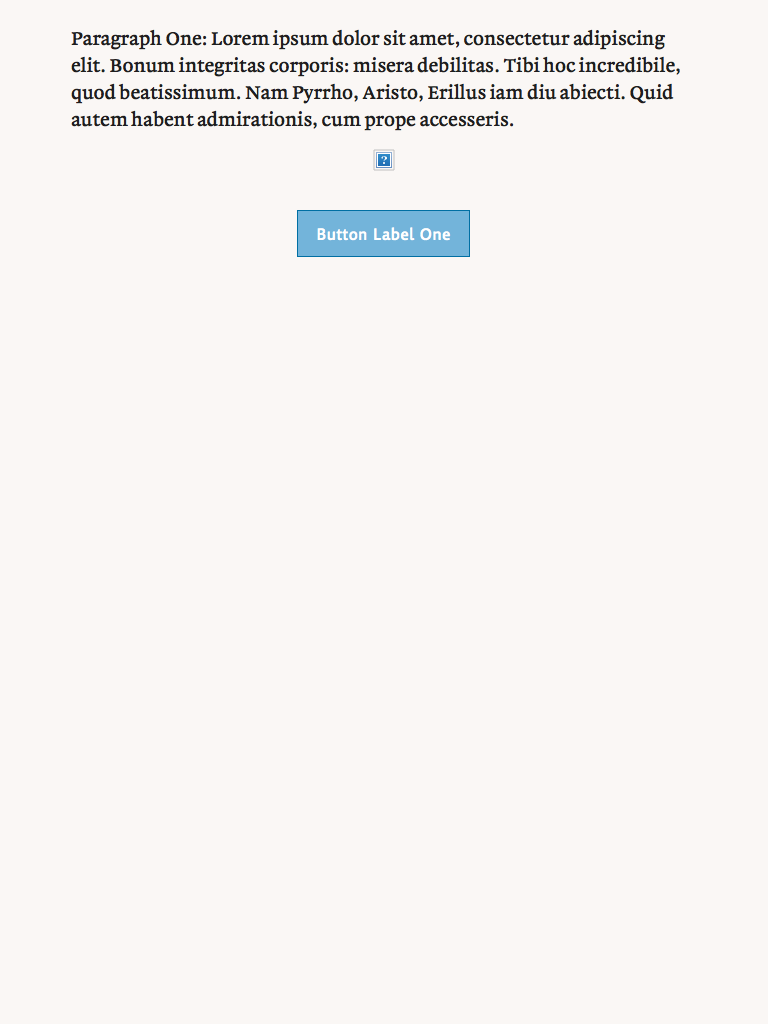 Paragraph One: Lorem ipsum dolor sit amet, consectetur adipiscing
elit. Bonum integritas corporis: misera debilitas. Tibi hoc incredibile,
quod beatissimum. Nam Pyrrho, Aristo, Erillus iam diu abiecti. Quid
autem habent admirationis, cum prope accesseris.
?
Button Label One